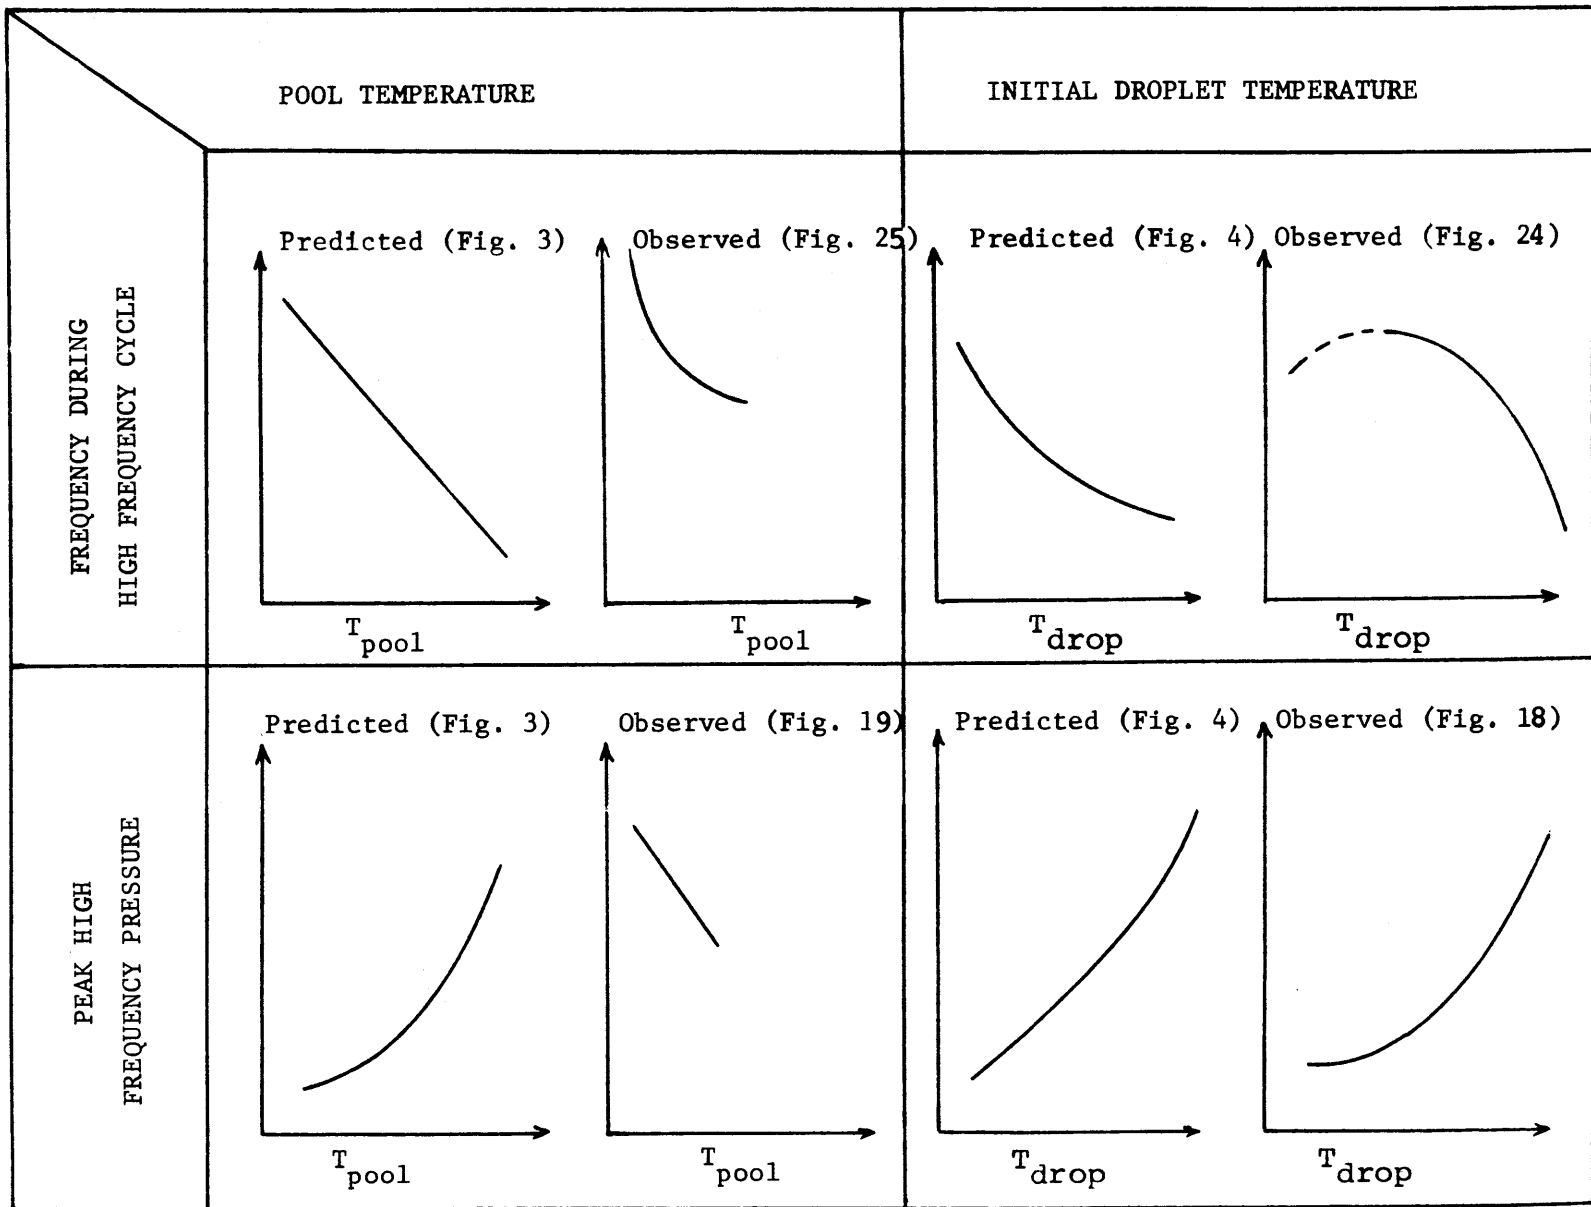 POOL TEMPERATURE
INITIAL DROPLET TEMPERATURE
FREQUENCY DURING
HIGH FREQUENCY CYCLE
Predicted (Fig. 3)
Observed (Fig. 25)
Predicted (Fig. 4)
Observed (Fig. 24)
T pool
T pool
T drop
T drop
PEAK HIGH
FREQUENCY PRESSURE
Predicted (Fig. 3)
Observed (Fig. 19)
Predicted (Fig. 4)
Observed (Fig. 18)
T pool
T pool
T drop
T drop